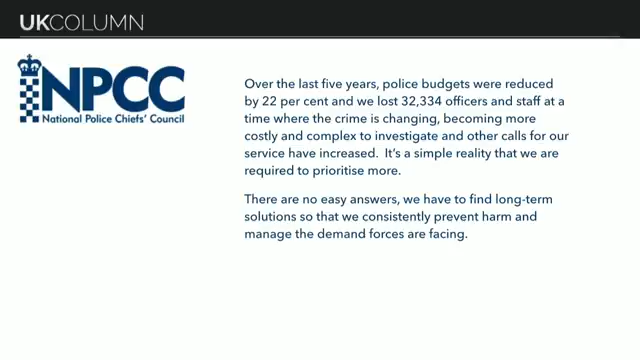 UKCOLUMN
NPCC
National Police Chiefs' Council
Over the last five years, police budgets were reduced
by 22 per cent and we lost 32,334 officers and staff at a
time where the crime is changing, becoming more
costly and complex to investigate and other calls for our
service have increased. It's a simple reality that we are
required to prioritise more.
There are no easy answers, we have to find long-term
solutions so that we consistently prevent harm and
manage the demand forces are facing.